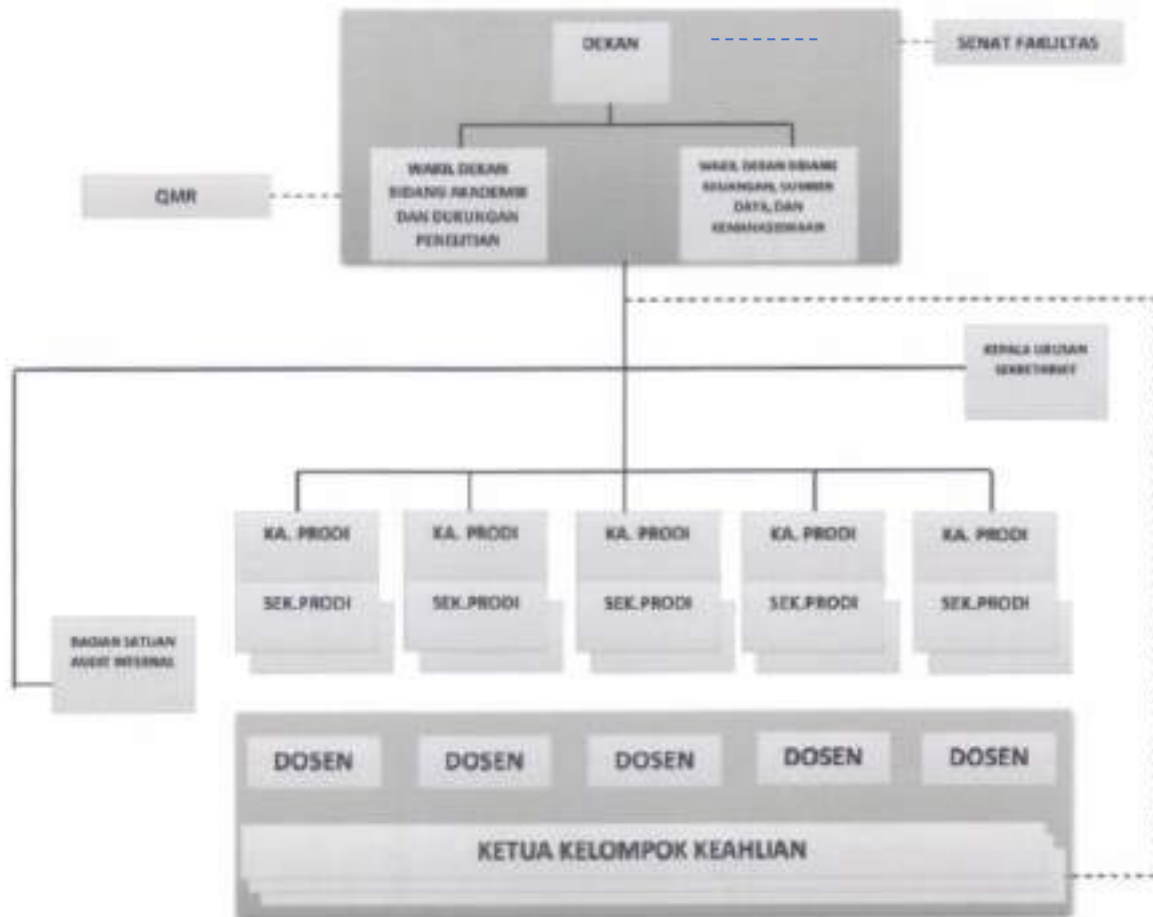 DEKAN
SENAT FAKULTAS
QMR
WAKIL DEKAN
BIDANG AKADEMIK
DAN DUKUNGAN
PENELITIAN
WAKIL DEKAN BIDANG
KEUANGAN, SUMBER
DAYA, DAN
KEMAHASISWAAN
KEPALA URUSAN
SEKRETARIAT
KA. PRODI
KA. PRODI
KA. PRODI
KA. PRODI
KA. PRODI
SEK.PRODI
SEK.PRODI
SEK.PRODI
SEK.PRODI
SEK.PRODI
BAGIAN SATUAN
AUDIT INTERNAL
DOSEN
DOSEN
DOSEN
DOSEN
DOSEN
KETUA KELOMPOK KEAHLIAN